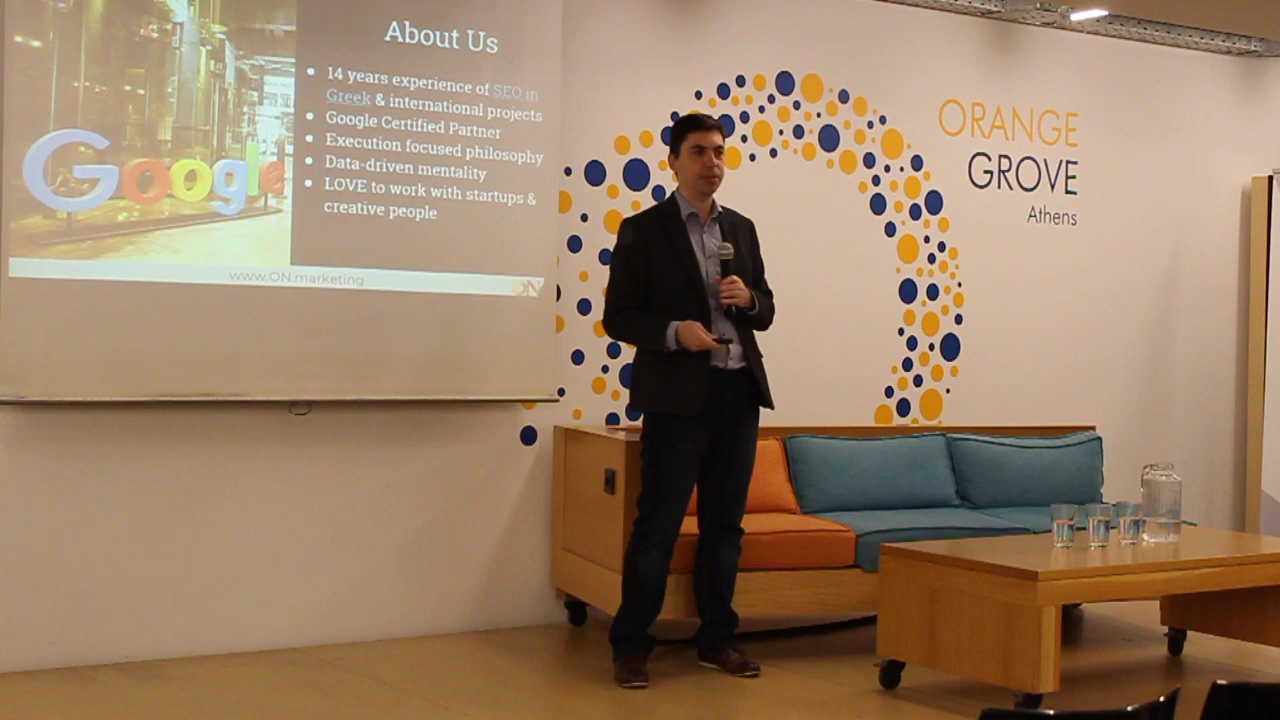 Google
About Us
14 years experience of SEO in
Greek & international projects
Google Certified Partner
Execution focused philosophy
Data-driven mentality
LOVE to work with startups &
creative people
www.ON.marketing
ON
ORANGE
GROVE
Athens